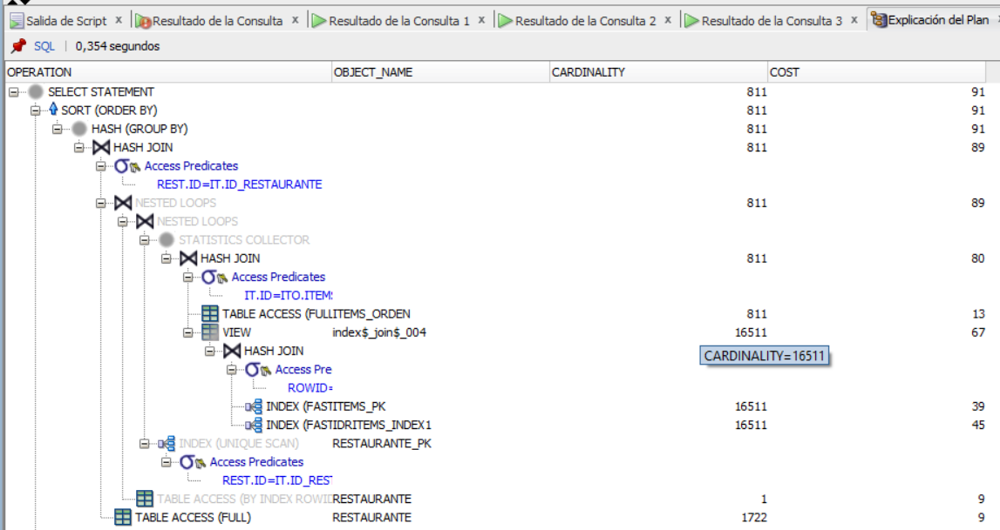 Salida de Script x Resultado de la Consulta x Resultado de la Consulta 1 x Resultado de la Consulta 2 x Resultado de la Consulta 3 x Explicación del Plan
SQL | 0,354 segundos
OPERATION OBJECT_NAME CARDINALITY COST
SELECT STATEMENT 811 91
SORT (ORDER BY) 811 91
HASH (GROUP BY) 811 91
HASH JOIN 811 89
Access Predicates
REST.ID=IT.ID_RESTAURANTE
NESTED LOOPS 811 89
NESTED LOOPS
STATISTICS COLLECTOR
HASH JOIN 811 80
Access Predicates
IT.ID=ITO.ITEM
TABLE ACCESS (FULL ITEMS_ORDEN 811 13
VIEW index$_join$_004 16511 67
HASH JOIN
CARDINALITY=16511
Access Pre
ROWID=
INDEX (FAST ITEMS_PK 16511 39
INDEX (FAST IDRITEMS_INDEX1 16511 45
INDEX (UNIQUE SCAN) RESTAURANTE_PK
Access Predicates
REST.ID=IT.ID_REST
TABLE ACCESS (BY INDEX ROWID RESTAURANTE 1 9
TABLE ACCESS (FULL) RESTAURANTE 1722 9